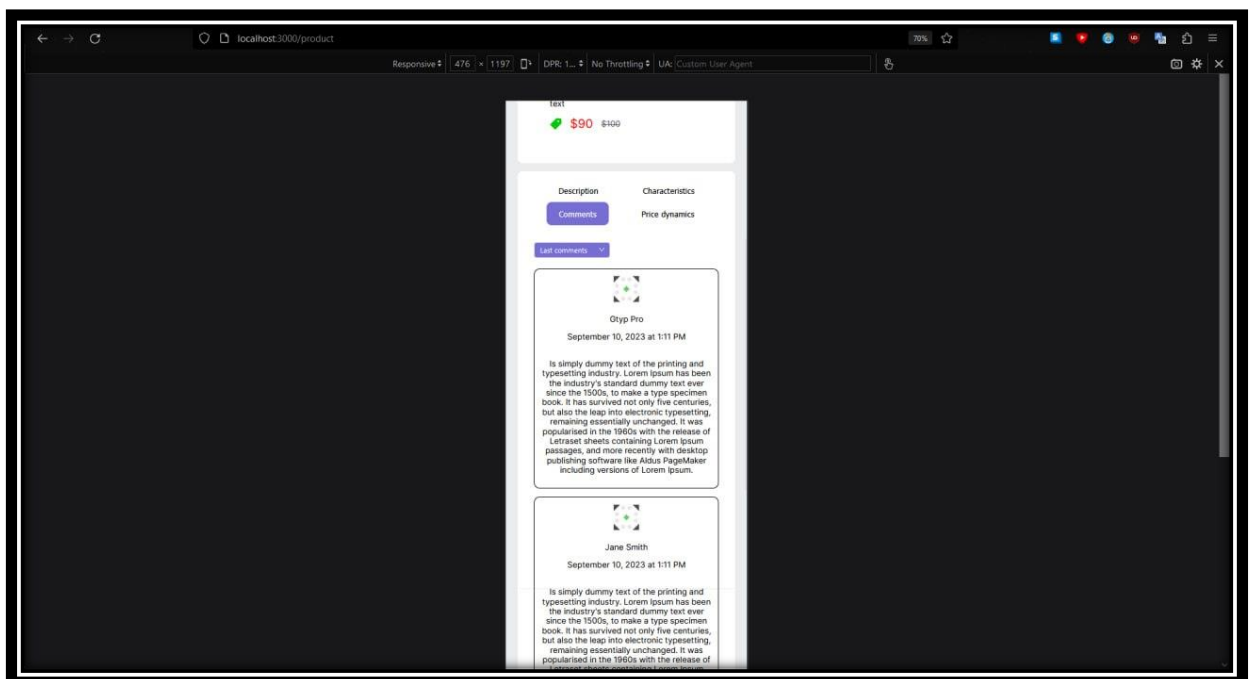 localhost:3000/product
70%
Responsive 476 × 1197 DPR: 1... No Throttling UA: Custom User Agent
text
$90 $100
Description Characteristics
Comments Price dynamics
Last comments
Gtyp Pro
September 10, 2023 at 1:11 PM
Is simply dummy text of the printing and
typesetting industry. Lorem Ipsum has been
the industry's standard dummy text ever
since the 1500s, to make a type specimen
book. It has survived not only five centuries,
but also the leap into electronic typesetting,
remaining essentially unchanged. It was
popularised in the 1960s with the release of
Letraset sheets containing Lorem Ipsum
passages, and more recently with desktop
publishing software like Aldus PageMaker
including versions of Lorem Ipsum.
Jane Smith
September 10, 2023 at 1:11 PM
Is simply dummy text of the printing and
typesetting industry. Lorem Ipsum has been
the industry's standard dummy text ever
since the 1500s, to make a type specimen
book. It has survived not only five centuries,
but also the leap into electronic typesetting,
remaining essentially unchanged. It was
popularised in the 1960s with the release of
Letraset sheets containing Lorem Ipsum